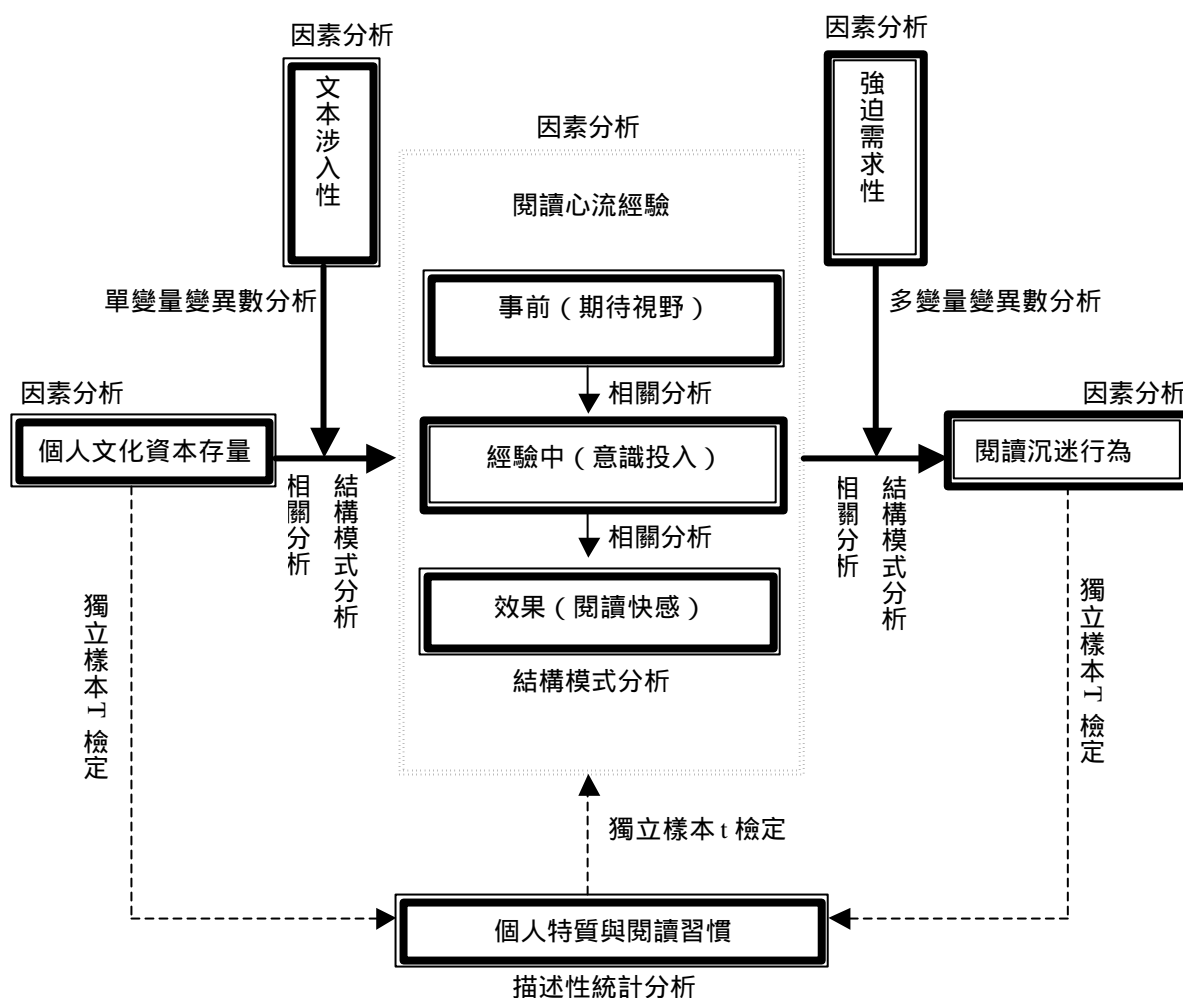 因素分析
因素分析
文本涉入性
強迫需求性
因素分析
閱讀心流經驗
單變量變異數分析
事前（期待視野）
多變量變異數分析
因素分析
相關分析
因素分析
個人文化資本存量
經驗中（意識投入）
閱讀沉迷行為
相關分析
結構模式分析
相關分析
相關分析
結構模式分析
效果（閱讀快感）
獨立樣本T 檢定
獨立樣本T 檢定
結構模式分析
獨立樣本 t 檢定
個人特質與閱讀習慣
描述性統計分析